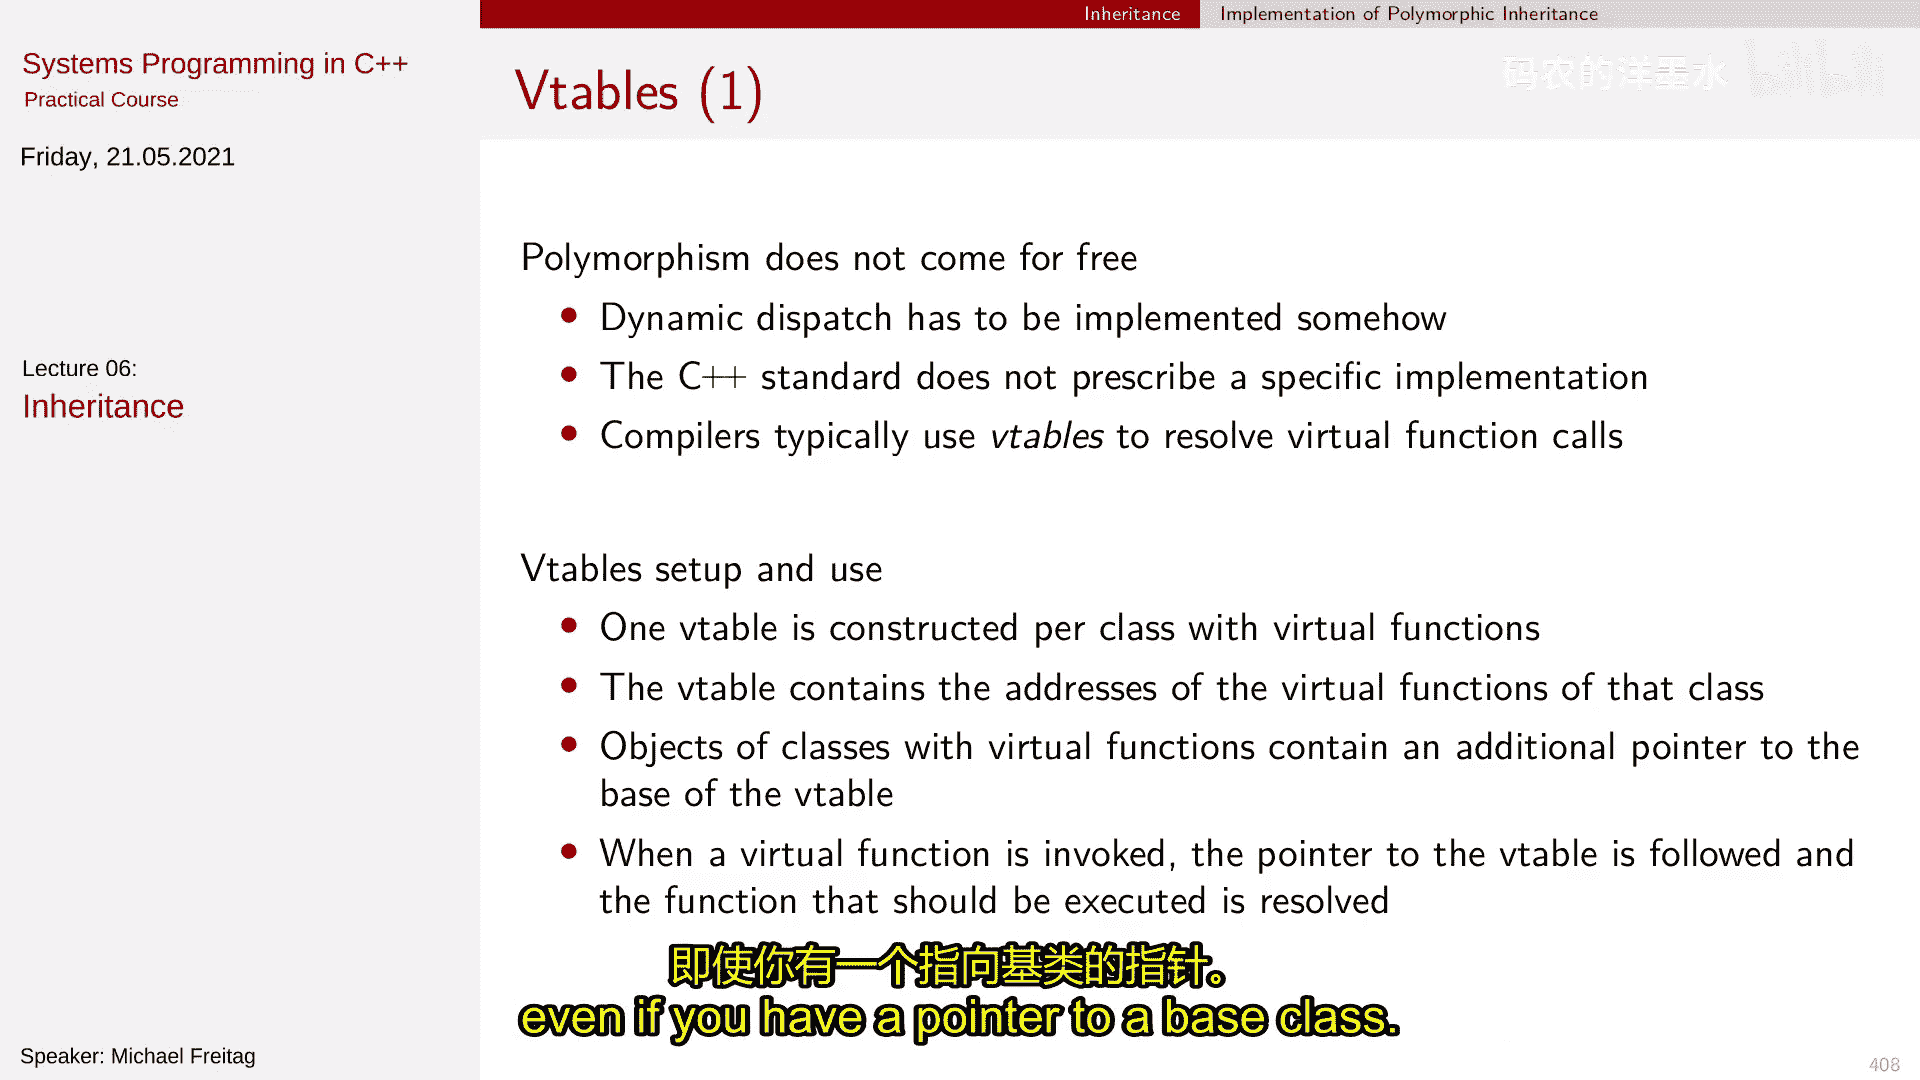 Inheritance
Implementation of Polymorphic Inheritance
Systems Programming in C++
Practical Course
Friday, 21.05.2021
Lecture 06:
Inheritance
Speaker: Michael Freitag
Vtables (1)
码农的洋墨水
bilibili
Polymorphism does not come for free
• Dynamic dispatch has to be implemented somehow
• The C++ standard does not prescribe a specific implementation
• Compilers typically use vtables to resolve virtual function calls
Vtables setup and use
• One vtable is constructed per class with virtual functions
• The vtable contains the addresses of the virtual functions of that class
• Objects of classes with virtual functions contain an additional pointer to the
base of the vtable
• When a virtual function is invoked, the pointer to the vtable is followed and
the function that should be executed is resolved
即使你有一个指向基类的指针。
even if you have a pointer to a base class.
408